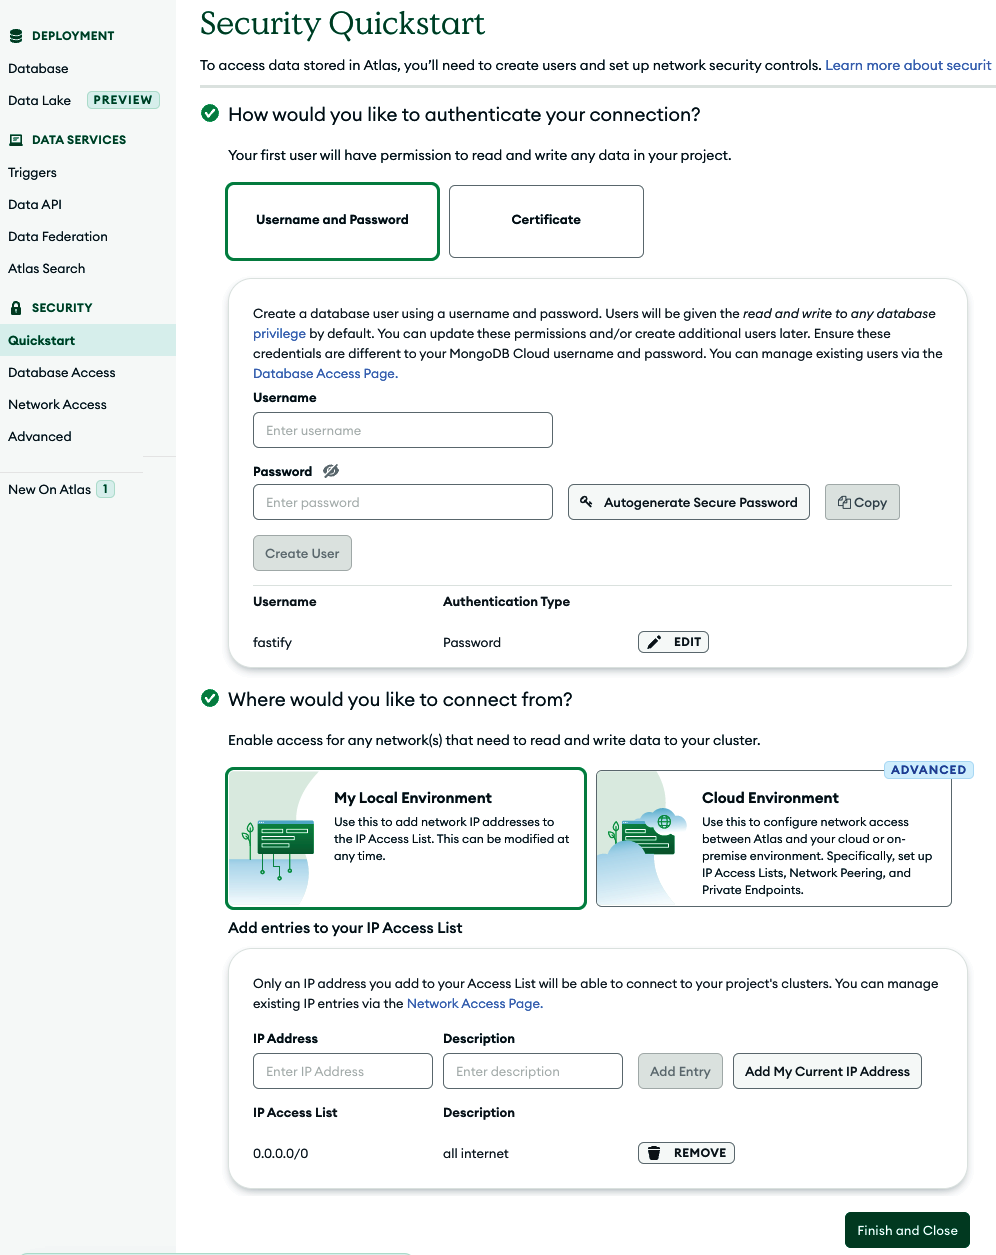 DEPLOYMENT
Database
Data Lake PREVIEW
DATA SERVICES
Triggers
Data API
Data Federation
Atlas Search
SECURITY
Quickstart
Database Access
Network Access
Advanced
New On Atlas 1
Security Quickstart
To access data stored in Atlas, you'll need to create users and set up network security controls. Learn more about securit
How would you like to authenticate your connection?
Your first user will have permission to read and write any data in your project.
Username and Password
Certificate
Create a database user using a username and password. Users will be given the read and write to any database
privilege by default. You can update these permissions and/or create additional users later. Ensure these
credentials are different to your MongoDB Cloud username and password. You can manage existing users via the
Database Access Page.
Username
Enter username
Password
Enter password
Autogenerate Secure Password
Copy
Create User
Username Authentication Type
fastify Password EDIT
Where would you like to connect from?
Enable access for any network(s) that need to read and write data to your cluster.
My Local Environment
Use this to add network IP addresses to
the IP Access List. This can be modified at
any time.
ADVANCED
Cloud Environment
Use this to configure network access
between Atlas and your cloud or on-
premise environment. Specifically, set up
IP Access Lists, Network Peering, and
Private Endpoints.
Add entries to your IP Access List
Only an IP address you add to your Access List will be able to connect to your project's clusters. You can manage
existing IP entries via the Network Access Page.
IP Address Description
Enter IP Address Enter description Add Entry Add My Current IP Address
IP Access List Description
0.0.0.0/0 all internet REMOVE
Finish and Close